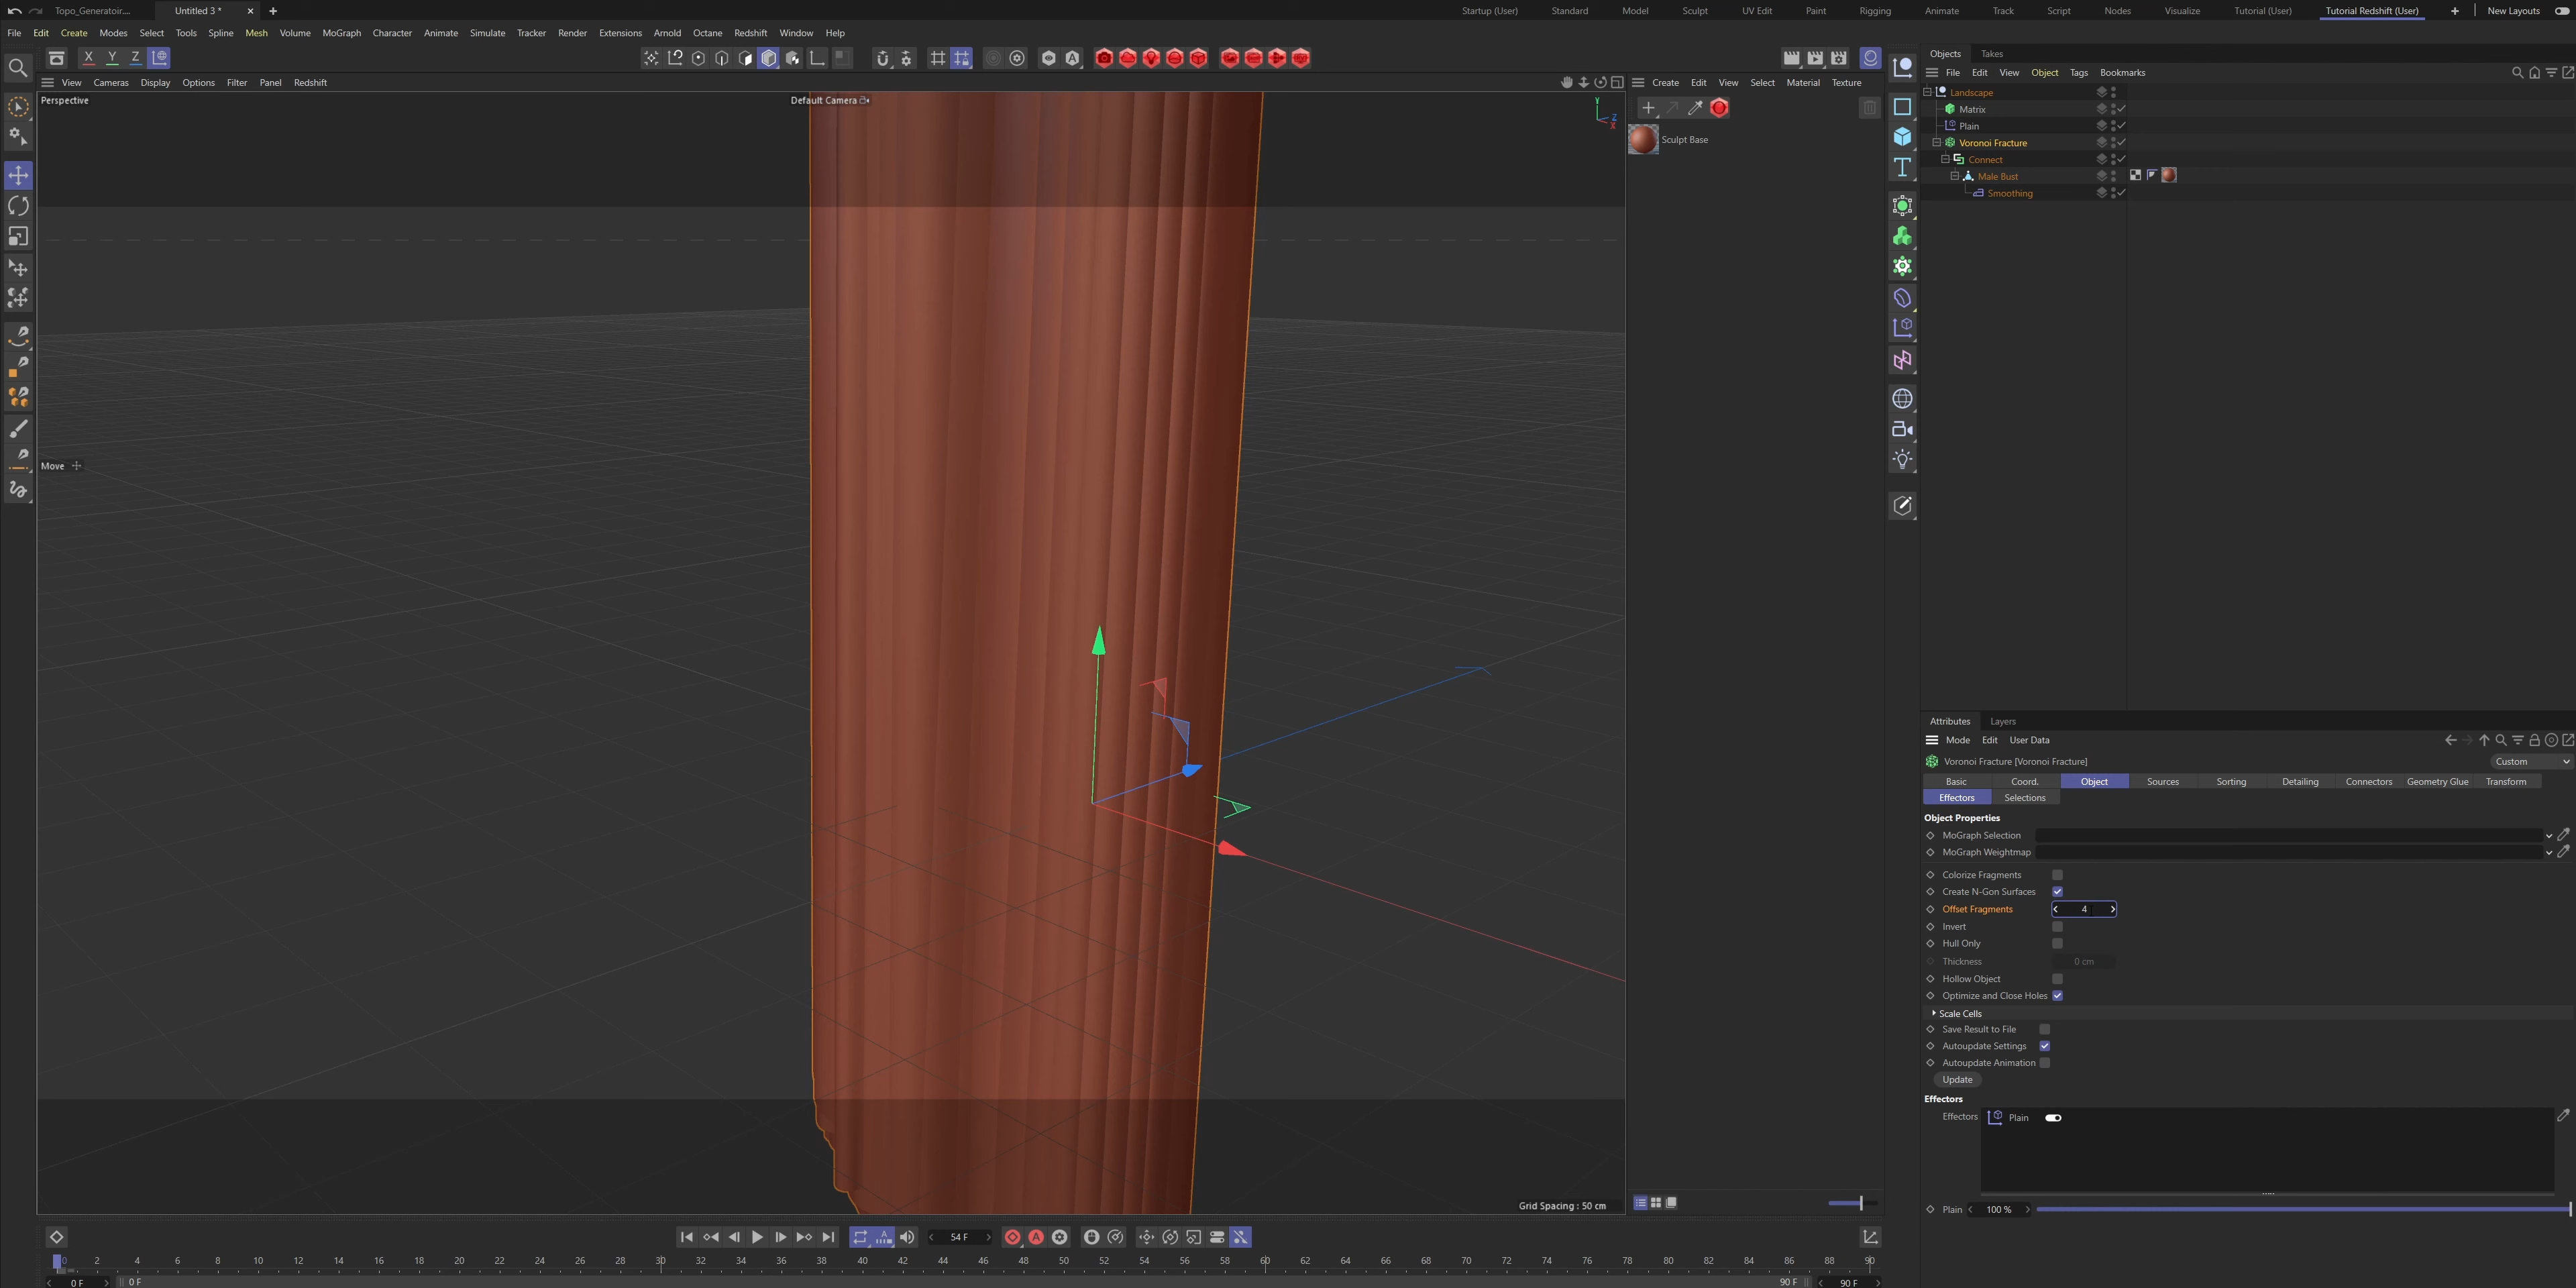 Topo_Generatoir....
Untitled 3 *
Startup (User) Standard Model Sculpt UV Edit Paint Rigging Animate Track Script Nodes Visualize Tutorial (User) Tutorial Redshift (User) New Layouts
File Edit Create Modes Select Tools Spline Mesh Volume MoGraph Character Animate Simulate Tracker Render Extensions Arnold Octane Redshift Window Help
X Y Z
View Cameras Display Options Filter Panel Redshift
Perspective
Default Camera
Y
Z
X
Move
Grid Spacing : 50 cm
Create Edit View Select Material Texture
Sculpt Base
Objects Takes
File Edit View Object Tags Bookmarks
Landscape
Matrix
Plain
Voronoi Fracture
Connect
Male Bust
Smoothing
Attributes Layers
Mode Edit User Data
Voronoi Fracture [Voronoi Fracture]
Custom
Basic Coord. Object Sources Sorting Detailing Connectors Geometry Glue Transform
Effectors Selections
Object Properties
MoGraph Selection
MoGraph Weightmap
Colorize Fragments
Create N-Gon Surfaces
Offset Fragments 4
Invert
Hull Only
Thickness 0 cm
Hollow Object
Optimize and Close Holes
Scale Cells
Save Result to File
Autoupdate Settings
Autoupdate Animation
Update
Effectors
Effectors Plain
Plain 100 %
54 F
0 2 4 6 8 10 12 14 16 18 20 22 24 26 28 30 32 34 36 38 40 42 44 46 48 50 52 54 56 58 60 62 64 66 68 70 72 74 76 78 80 82 84 86 88 90
0 F 0 F 90 F 90 F